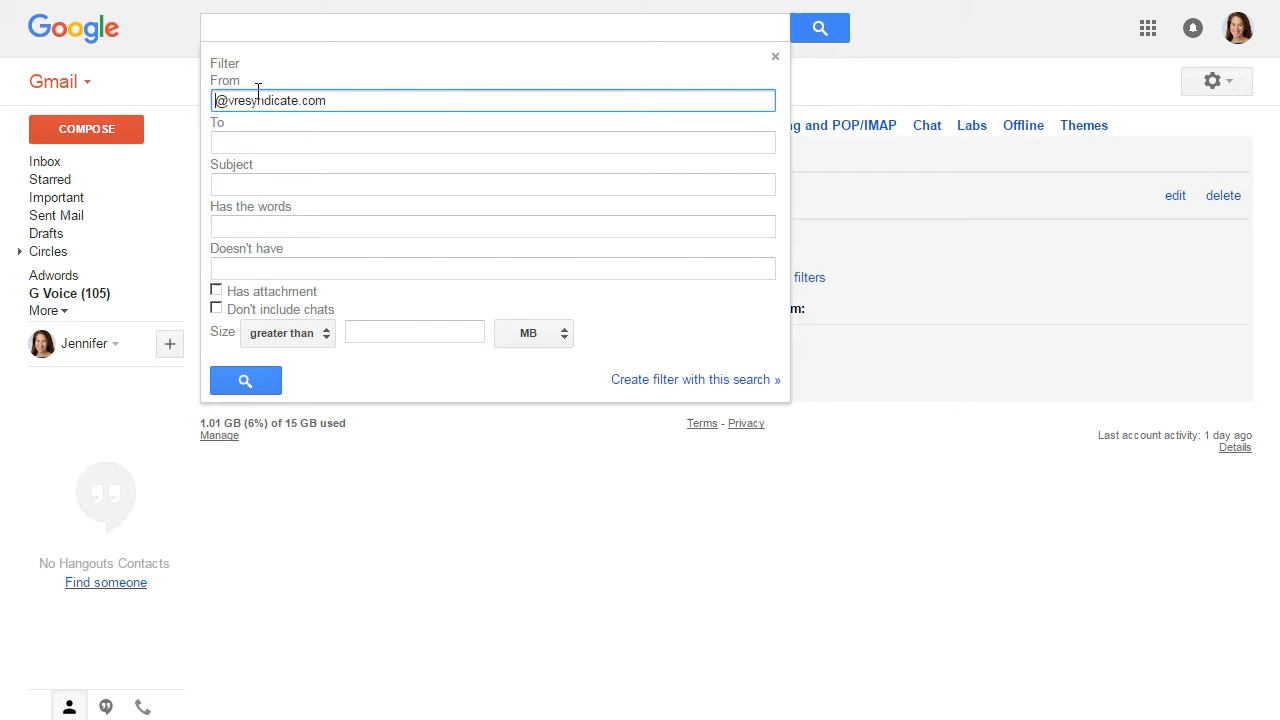 Google
Filter
From
@vresyndicate.com
To
Subject
Has the words
Doesn't have
Has attachment
Don't include chats
Size greater than MB
Create filter with this search »
Gmail
COMPOSE
Inbox
Starred
Important
Sent Mail
Drafts
Circles
Adwords
G Voice (105)
More
Jennifer
ng and POP/IMAP Chat Labs Offline Themes
edit delete
filters
m:
1.01 GB (6%) of 15 GB used
Manage
Terms - Privacy
Last account activity: 1 day ago
Details
No Hangouts Contacts
Find someone